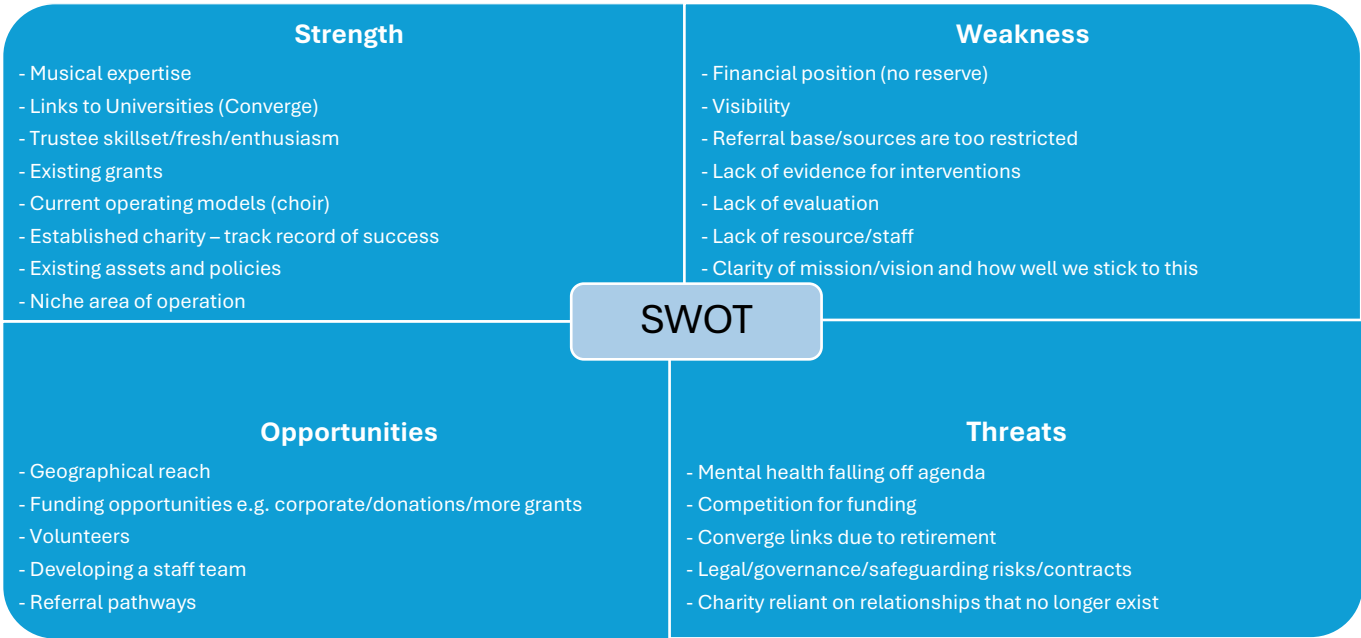 Strength
- Musical expertise
- Links to Universities (Converge)
- Trustee skillset/fresh/enthusiasm
- Existing grants
- Current operating models (choir)
- Established charity – track record of success
- Existing assets and policies
- Niche area of operation
Weakness
- Financial position (no reserve)
- Visibility
- Referral base/sources are too restricted
- Lack of evidence for interventions
- Lack of evaluation
- Lack of resource/staff
- Clarity of mission/vision and how well we stick to this
SWOT
Opportunities
- Geographical reach
- Funding opportunities e.g. corporate/donations/more grants
- Volunteers
- Developing a staff team
- Referral pathways
Threats
- Mental health falling off agenda
- Competition for funding
- Converge links due to retirement
- Legal/governance/safeguarding risks/contracts
- Charity reliant on relationships that no longer exist